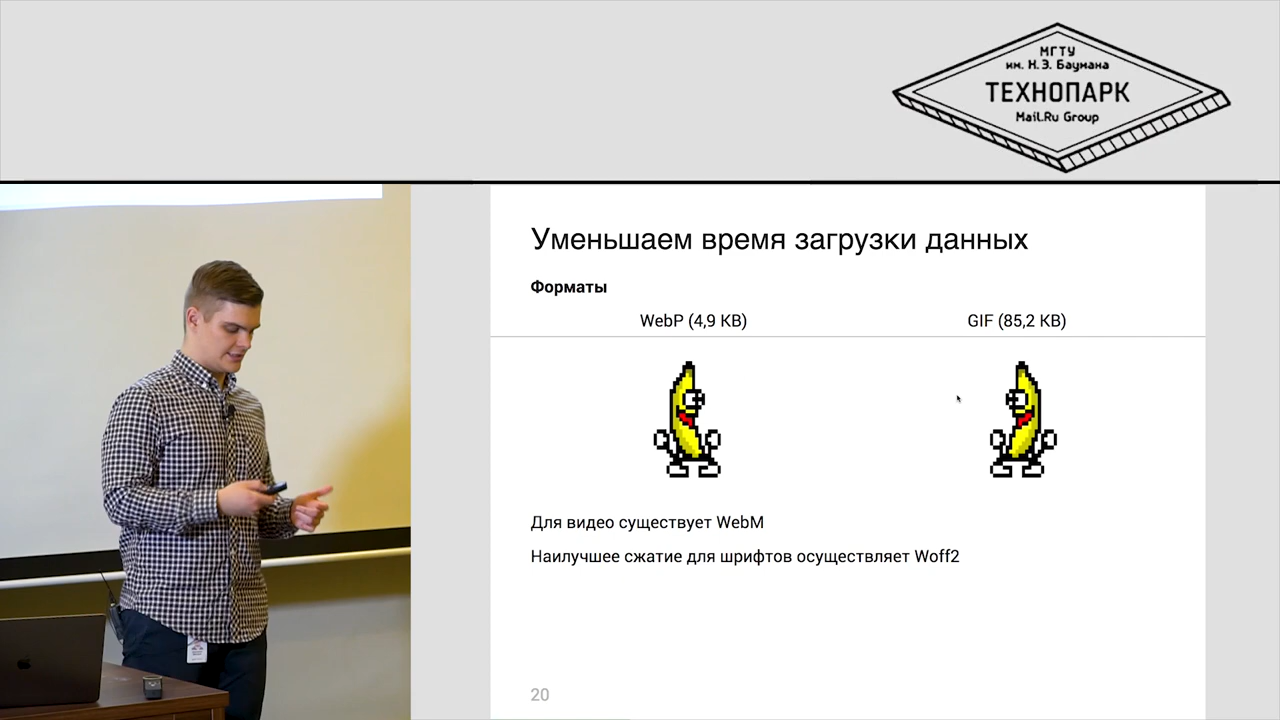 МГТУ
им. Н.Э. Баумана
ТЕХНОПАРК
Mail.Ru Group
Уменьшаем время загрузки данных
Форматы
WebP (4,9 KB)
GIF (85,2 KB)
Для видео существует WebM
Наилучшее сжатие для шрифтов осуществляет Woff2
20